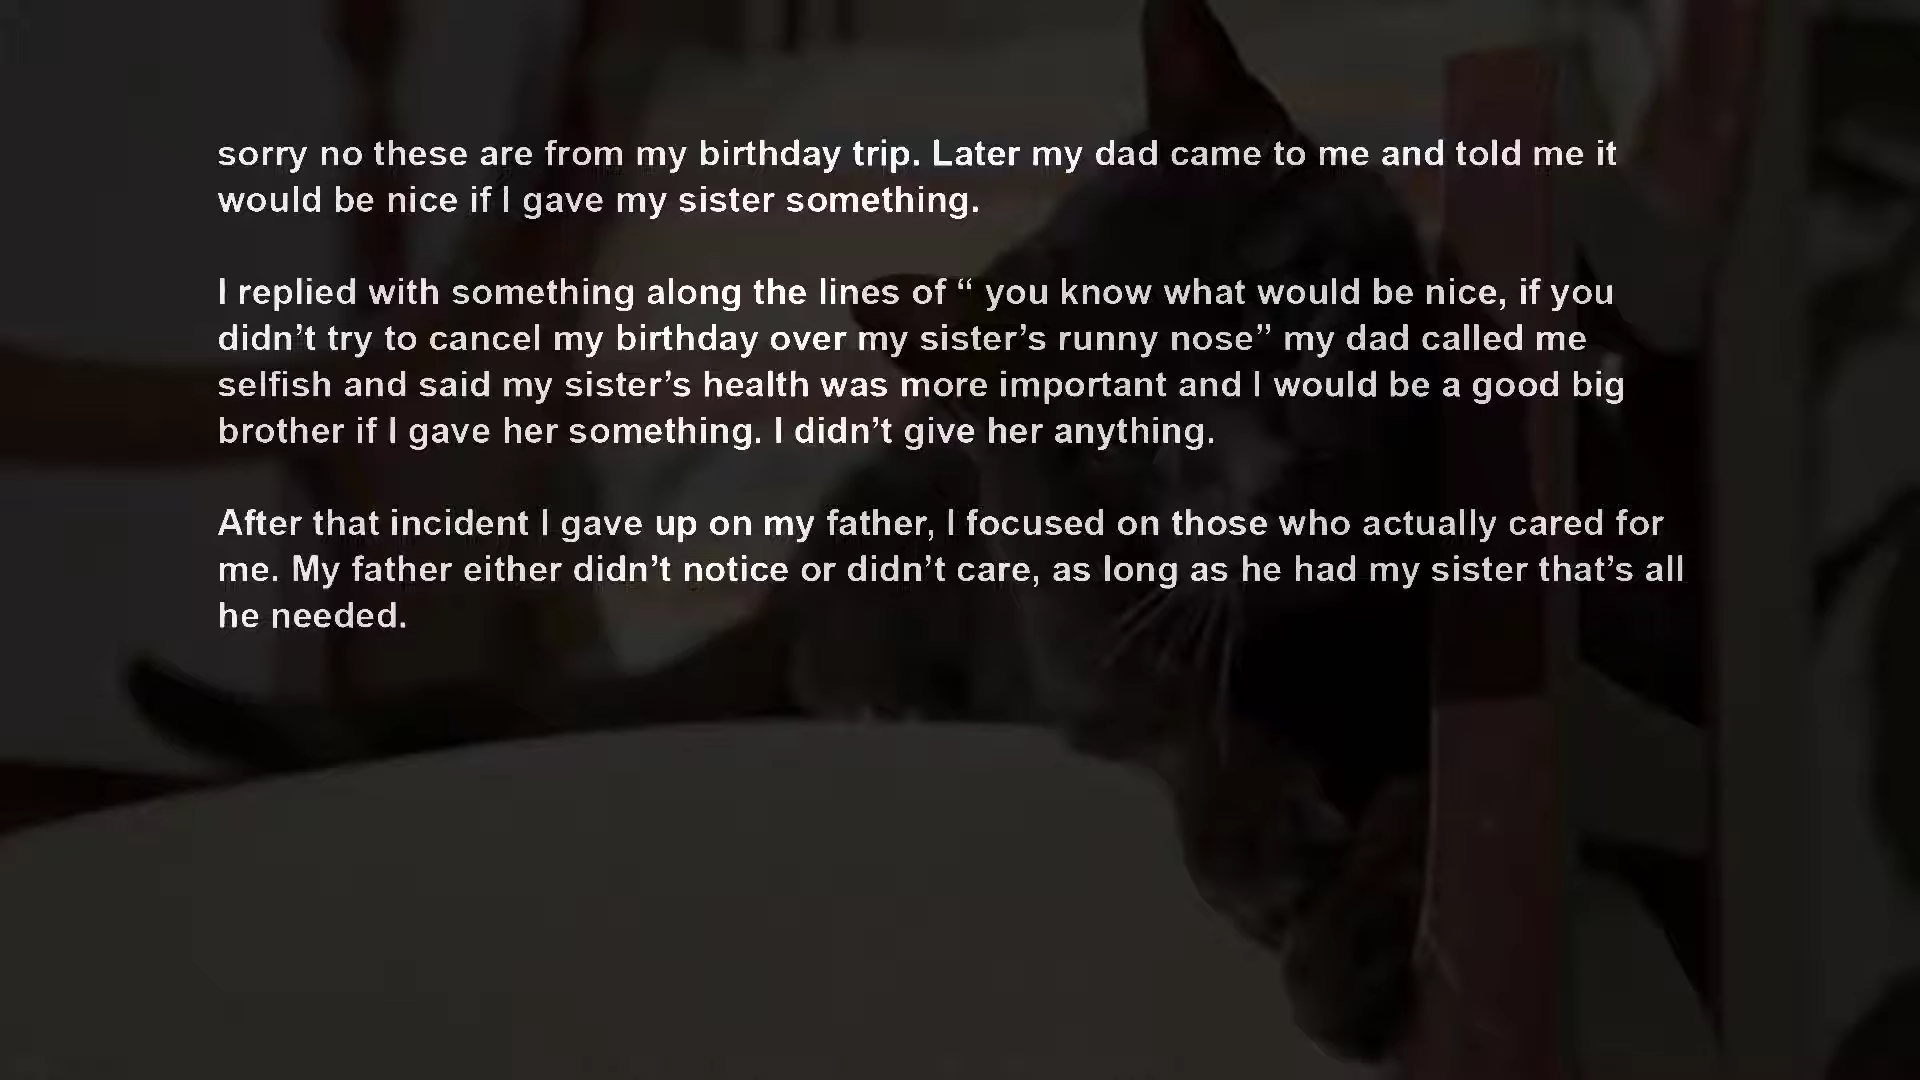 sorry no these are from my birthday trip. Later my dad came to me and told me it
would be nice if I gave my sister something.
I replied with something along the lines of “ you know what would be nice, if you
didn’t try to cancel my birthday over my sister’s runny nose” my dad called me
selfish and said my sister’s health was more important and I would be a good big
brother if I gave her something. I didn’t give her anything.
After that incident I gave up on my father, I focused on those who actually cared for
me. My father either didn’t notice or didn’t care, as long as he had my sister that’s all
he needed.